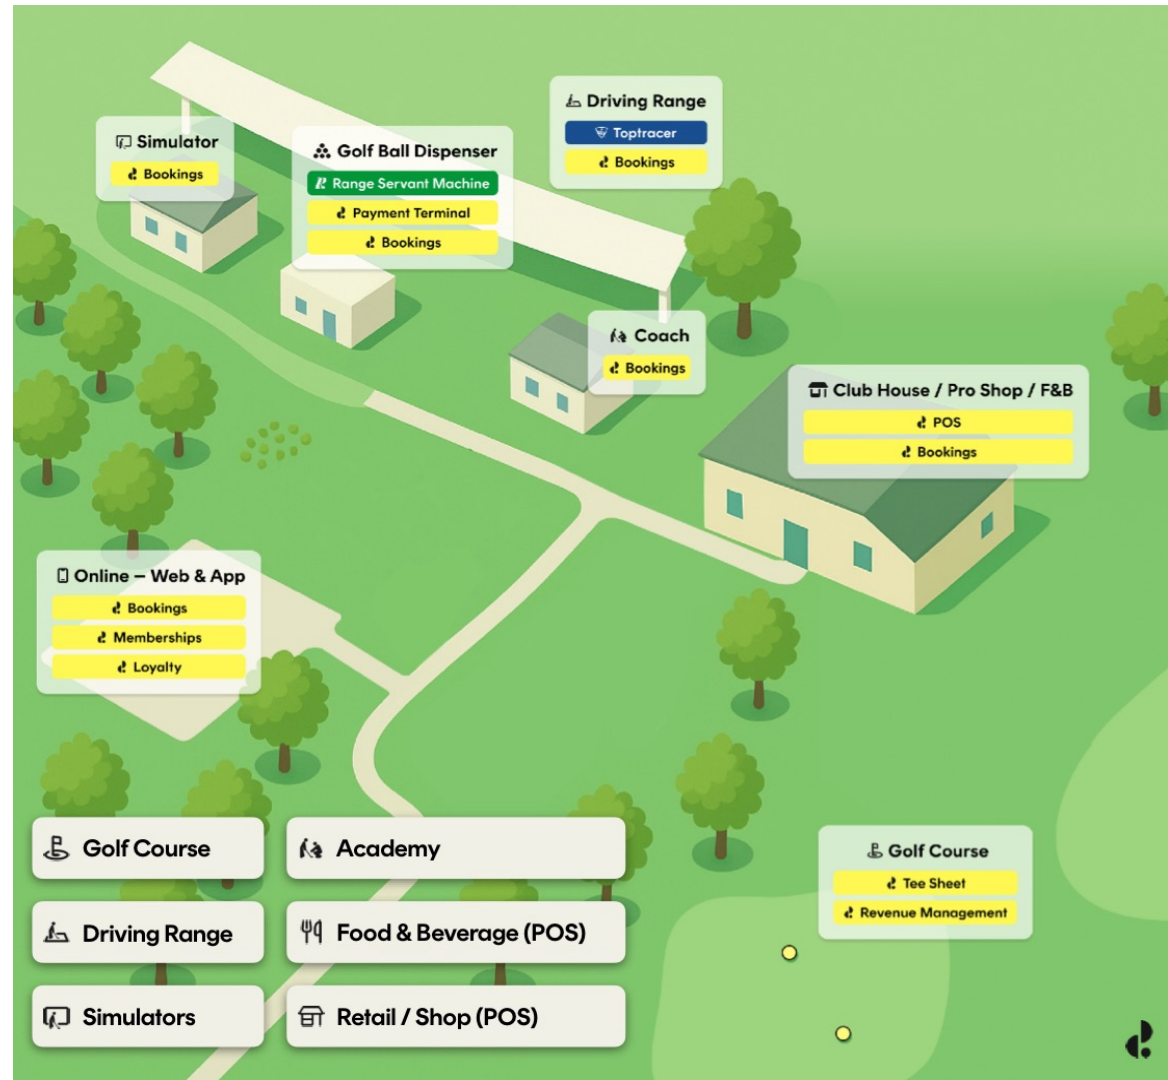 Driving Range
Toptracer
Bookings
Simulator
Bookings
Golf Ball Dispenser
Range Servant Machine
Payment Terminal
Bookings
Coach
Bookings
Club House / Pro Shop / F&B
POS
Bookings
Online – Web & App
Bookings
Memberships
Loyalty
Golf Course
Tee Sheet
Revenue Management
Golf Course
Academy
Driving Range
Food & Beverage (POS)
Simulators
Retail / Shop (POS)